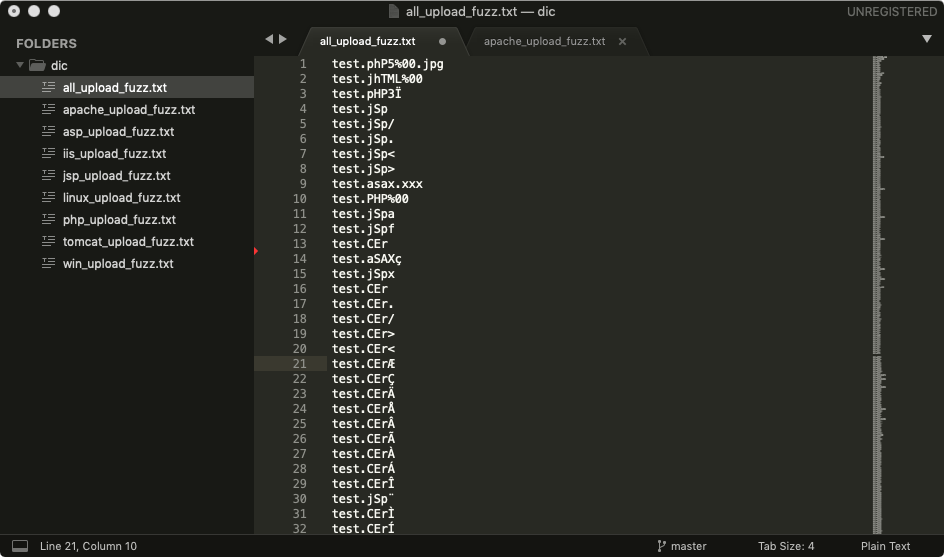 all_upload_fuzz.txt — dic
UNREGISTERED
FOLDERS
dic
all_upload_fuzz.txt
apache_upload_fuzz.txt
asp_upload_fuzz.txt
iis_upload_fuzz.txt
jsp_upload_fuzz.txt
linux_upload_fuzz.txt
php_upload_fuzz.txt
tomcat_upload_fuzz.txt
win_upload_fuzz.txt
all_upload_fuzz.txt
apache_upload_fuzz.txt
1 test.phP5%00.jpg
2 test.jhTML%00
3 test.pHP3Ï
4 test.jSp
5 test.jSp/
6 test.jSp.
7 test.jSp<
8 test.jSp>
9 test.asax.xxx
10 test.PHP%00
11 test.jSpa
12 test.jSpf
13 test.CEr
14 test.aSAXç
15 test.jSpx
16 test.CEr
17 test.CEr.
18 test.CEr/
19 test.CEr>
20 test.CEr<
21 test.CErÆ
22 test.CErÇ
23 test.CErÄ
24 test.CErÅ
25 test.CErÂ
26 test.CErÃ
27 test.CErÀ
28 test.CErÁ
29 test.CErÎ
30 test.jSp¨
31 test.CErÌ
32 test.CErÍ
Line 21, Column 10
master
Tab Size: 4
Plain Text